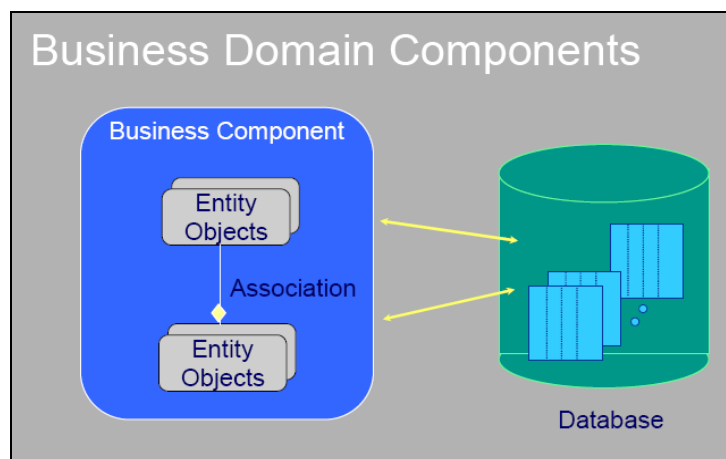 Business Domain Components
Business Component
Entity
Objects
Association
Entity
Objects
Database